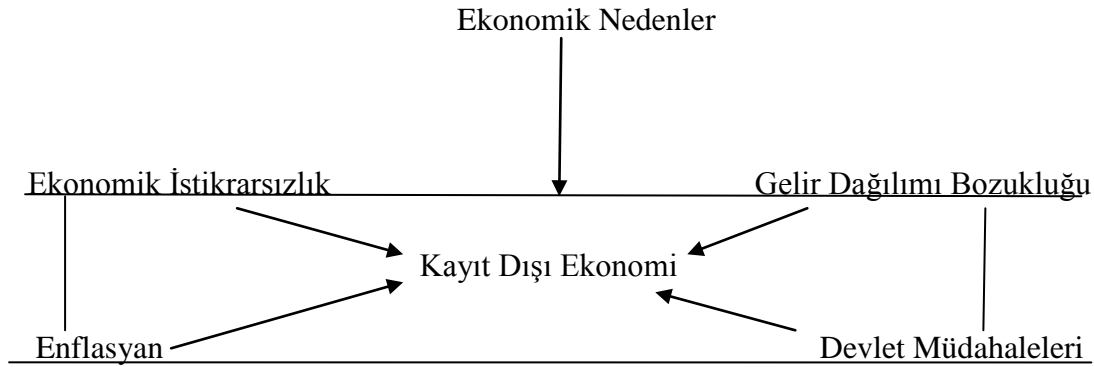 Ekonomik Nedenler
Ekonomik İstikrarsızlık Gelir Dağılımı Bozukluğu
Kayıt Dışı Ekonomi
Enflasyan Devlet Müdahaleleri